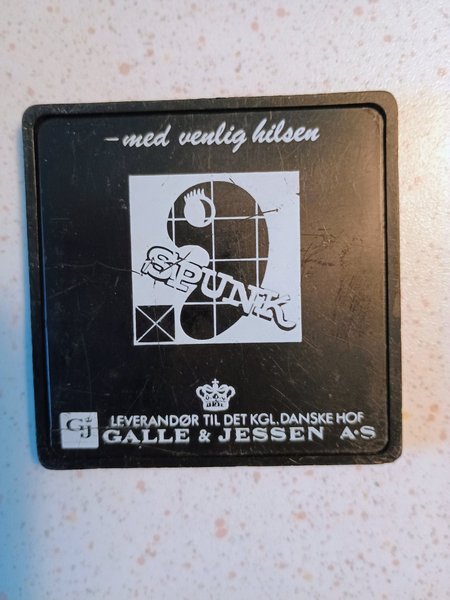 - med venlig hilsen
SPUNK
GJ
LEVERANDØR TIL DET KGL. DANSKE HOF
GALLE & JESSEN A·S